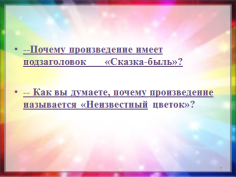 --Почему произведение имеет
подзаголовок «Сказка-быль»?
-- Как вы думаете, почему произведение
называется «Неизвестный цветок»?